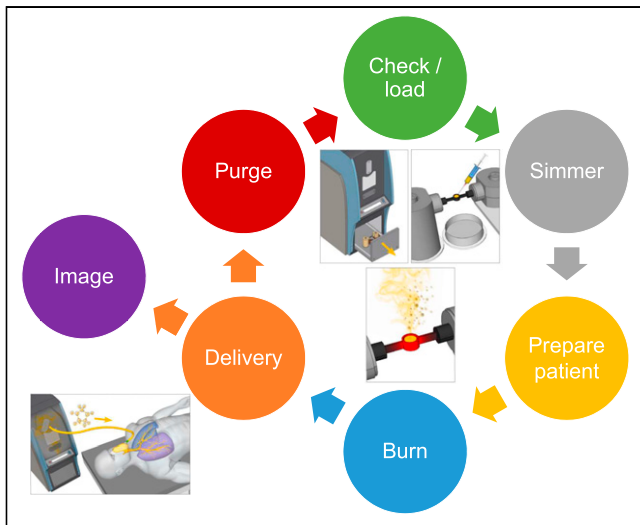 Check /
load
Purge
Simmer
Image
Delivery
Prepare
patient
Burn